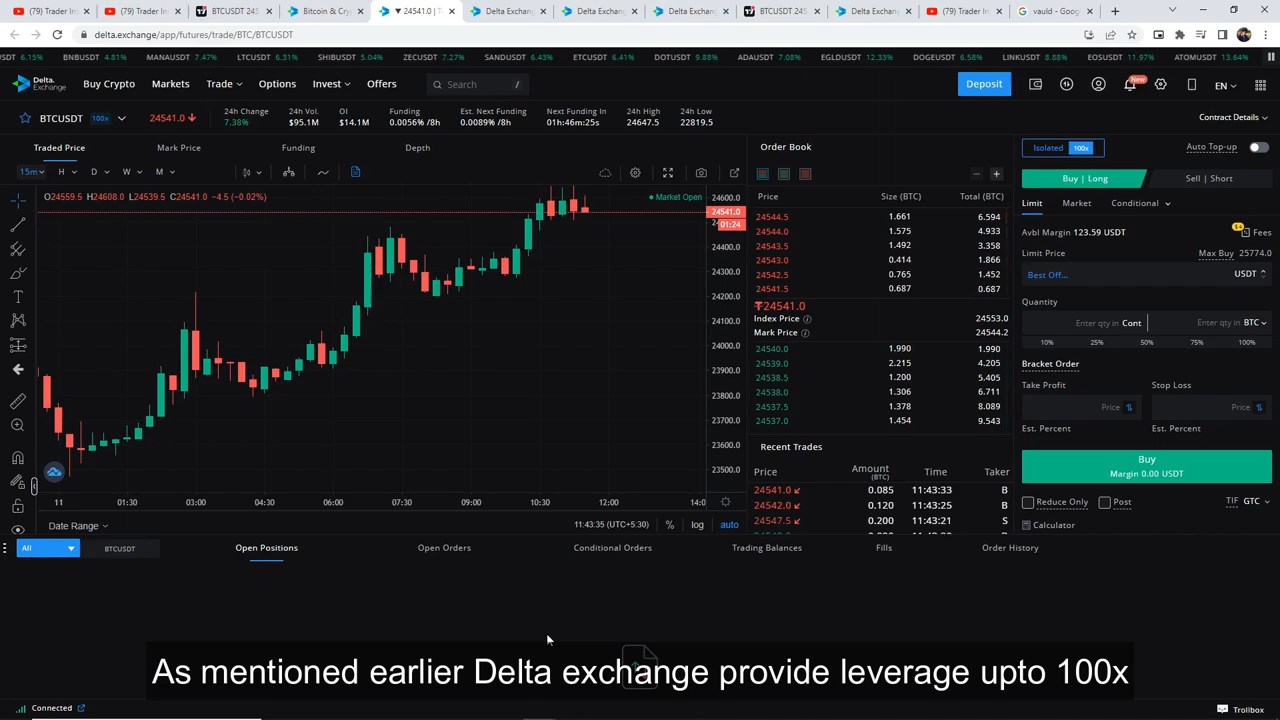 (79) Trader Ins
(79) Trader Ins
BTCUSDT 245
Bitcoin & Cry
▼ 24541.0 | T
Delta Exchang
Delta Exchang
Delta Exchang
BTCUSDT 245
Delta Exchang
(79) Trader Ins
vauld - Goog
delta.exchange/app/futures/trade/BTC/BTCUSDT
CUSDT 6.15% BNBUSDT 4.81% MANAUSDT 7.47% LTCUSDT 6.31% SHIBUSDT 5.04% ZECUSDT 7.27% SANDUSDT 6.43% ETCUSDT 6.41% DOTUSDT 9.88% ADAUSDT 7.08% EGLDUSDT 12.33% DOGEUSDT 6.58% LINKUSDT 8.88% EOSUSDT 11.97% ATOMUSDT 13.64%
Delta Exchange Buy Crypto Markets Trade Options Invest Offers Search / Deposit New EN
BTCUSDT 100x 24541.0
24h Change 24h Vol. OI Funding Est. Next Funding Next Funding In 24h High 24h Low
7.38% $95.1M $14.1M 0.0056% /8h 0.0089% /8h 01h:46m:25s 24647.5 22819.5
Contract Details
Traded Price Mark Price Funding Depth
15m H D W M
O24559.5 H24608.0 L24539.5 C24541.0 −4.5 (−0.02%)
Market Open
24600.0
24541.0
01:24
24400.0
24300.0
24200.0
24100.0
24000.0
23900.0
23800.0
23700.0
23600.0
23500.0
11 01:30 03:00 04:30 06:00 07:30 09:00 10:30 12:00 14:0
Date Range 11:43:35 (UTC+5:30) % log auto
Order Book
Price Size (BTC) Total (BTC)
24544.5 1.661 6.594
24544.0 1.575 4.933
24543.5 1.492 3.358
24543.0 0.414 1.866
24542.5 0.765 1.452
24541.5 0.687 0.687
24541.0
Index Price 24553.0
Mark Price 24544.2
24540.0 1.990 1.990
24539.0 2.215 4.205
24538.5 1.200 5.405
24538.0 1.306 6.711
24537.5 1.378 8.089
24537.0 1.454 9.543
Recent Trades
Price Amount (BTC) Time Taker
24541.0 0.085 11:43:33 B
24542.0 0.120 11:43:25 B
24547.5 0.200 11:43:21 S
Isolated 100x Auto Top-up
Buy | Long Sell | Short
Limit Market Conditional
Avbl Margin 123.59 USDT Fees
Limit Price Max Buy 25774.0
Best Off... USDT
Quantity
Enter qty in Cont Enter qty in BTC
10% 25% 50% 75% 100%
Bracket Order
Take Profit Stop Loss
Price Price
Est. Percent Est. Percent
Buy
Margin 0.00 USDT
Reduce Only Post TIF GTC
Calculator
All BTCUSDT Open Positions Open Orders Conditional Orders Trading Balances Fills Order History
As mentioned earlier Delta exchange provide leverage upto 100x
Connected Trollbox